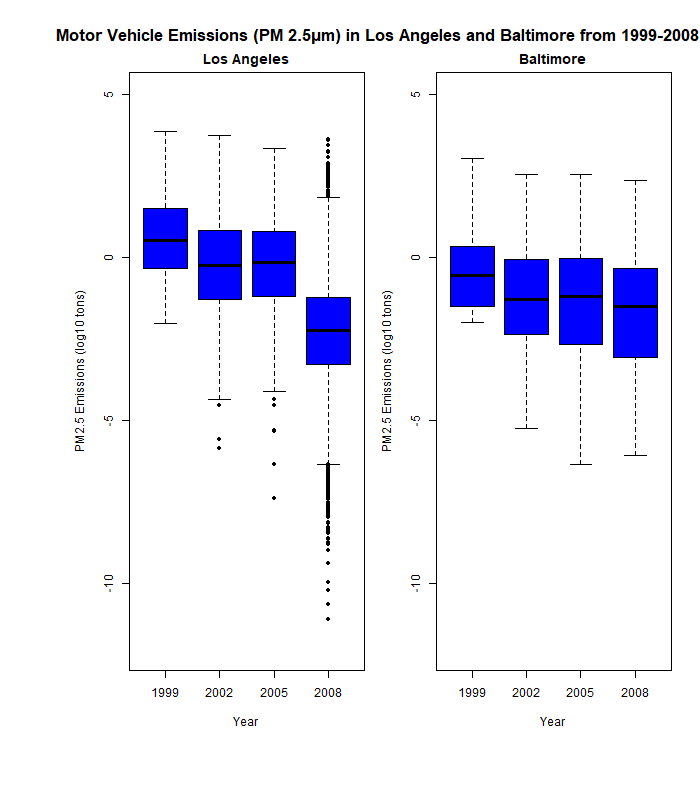 Motor Vehicle Emissions (PM 2.5µm) in Los Angeles and Baltimore from 1999-2008
Los Angeles
PM2.5 Emissions (log10 tons)
5
0
-5
-10
1999 2002 2005 2008
Year
Baltimore
PM2.5 Emissions (log10 tons)
5
0
-5
-10
1999 2002 2005 2008
Year